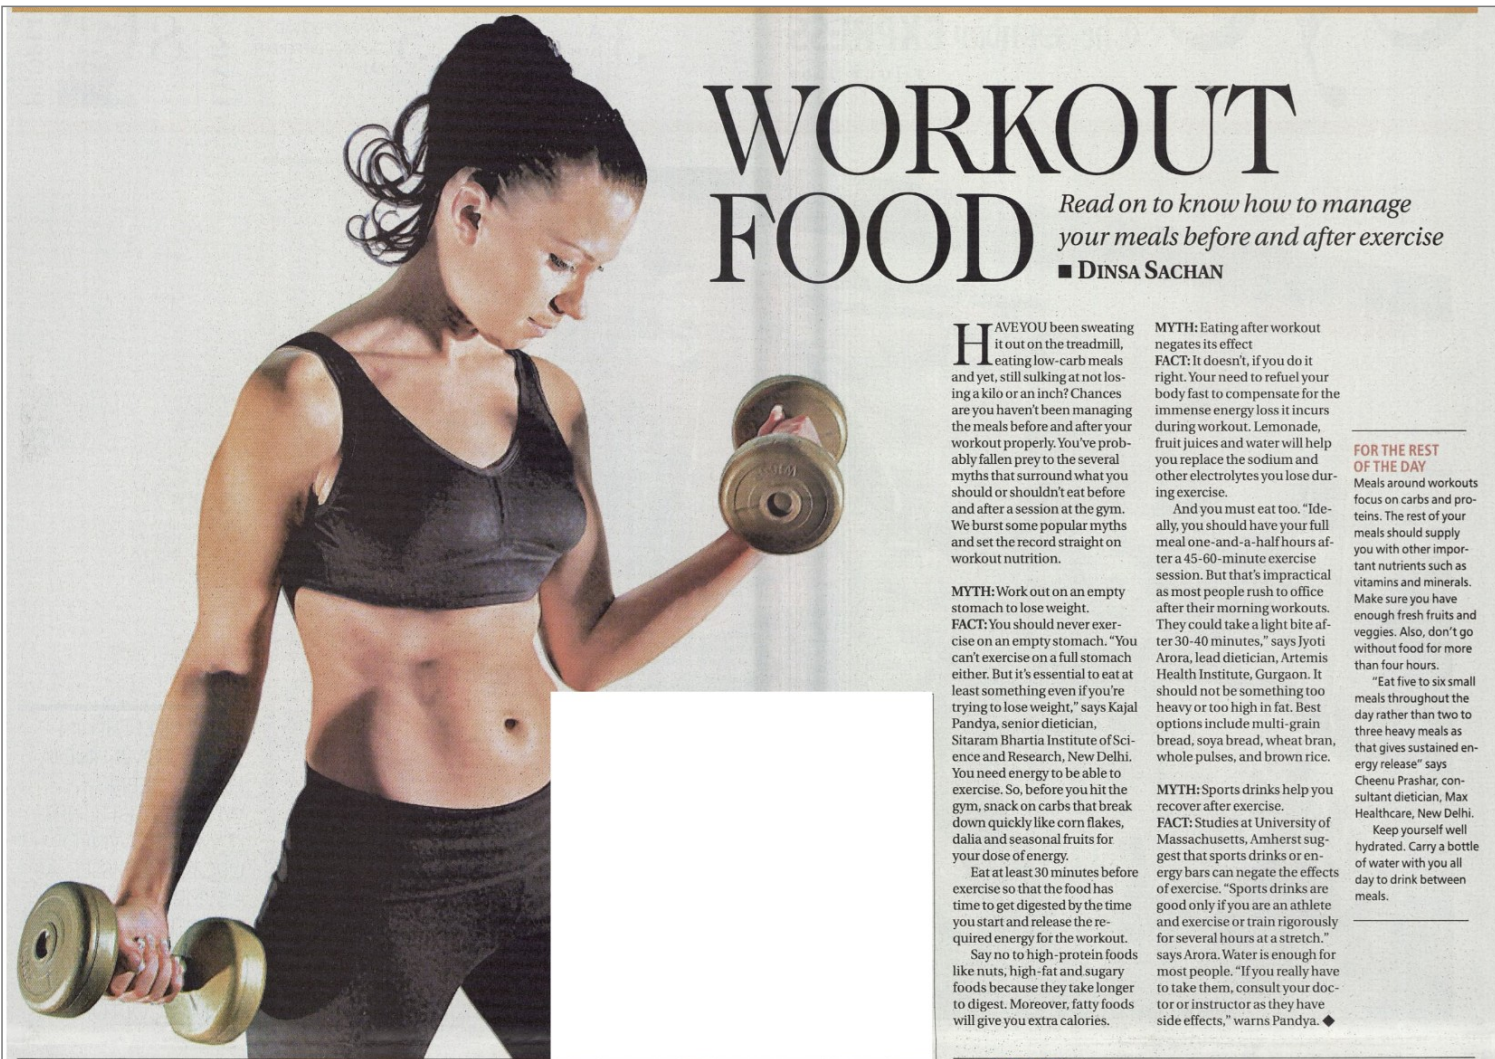 WORKOUT
FOOD
Read on to know how to manage
your meals before and after exercise
■ DINSA SACHAN
HAVE YOU been sweating
it out on the treadmill,
eating low-carb meals
and yet, still sulking at not los-
ing a kilo or an inch? Chances
are you haven't been managing
the meals before and after your
workout properly. You've prob-
ably fallen prey to the several
myths that surround what you
should or shouldn't eat before
and after a session at the gym.
We burst some popular myths
and set the record straight on
workout nutrition.
MYTH: Work out on an empty
stomach to lose weight.
FACT: You should never exer-
cise on an empty stomach. "You
can't exercise on a full stomach
either. But it's essential to eat at
least something even if you're
trying to lose weight," says Kajal
Pandya, senior dietician,
Sitaram Bhartia Institute of Sci-
ence and Research, New Delhi.
You need energy to be able to
exercise. So, before you hit the
gym, snack on carbs that break
down quickly like corn flakes,
dalia and seasonal fruits for
your dose of energy.
Eat at least 30 minutes before
exercise so that the food has
time to get digested by the time
you start and release the re-
quired energy for the workout.
Say no to high-protein foods
like nuts, high-fat and sugary
foods because they take longer
to digest. Moreover, fatty foods
will give you extra calories.
MYTH: Eating after workout
negates its effect
FACT: It doesn't, if you do it
right. Your need to refuel your
body fast to compensate for the
immense energy loss it incurs
during workout. Lemonade,
fruit juices and water will help
you replace the sodium and
other electrolytes you lose dur-
ing exercise.
And you must eat too. "Ide-
ally, you should have your full
meal one-and-a-half hours af-
ter a 45-60-minute exercise
session. But that's impractical
as most people rush to office
after their morning workouts.
They could take a light bite af-
ter 30-40 minutes," says Jyoti
Arora, lead dietician, Artemis
Health Institute, Gurgaon. It
should not be something too
heavy or too high in fat. Best
options include multi-grain
bread, soya bread, wheat bran,
whole pulses, and brown rice.
MYTH: Sports drinks help you
recover after exercise.
FACT: Studies at University of
Massachusetts, Amherst sug-
gest that sports drinks or en-
ergy bars can negate the effects
of exercise. "Sports drinks are
good only if you are an athlete
and exercise or train rigorously
for several hours at a stretch."
says Arora. Water is enough for
most people. "If you really have
to take them, consult your doc-
tor or instructor as they have
side effects," warns Pandya. ◆
FOR THE REST
OF THE DAY
Meals around workouts
focus on carbs and pro-
teins. The rest of your
meals should supply
you with other impor-
tant nutrients such as
vitamins and minerals.
Make sure you have
enough fresh fruits and
veggies. Also, don't go
without food for more
than four hours.
"Eat five to six small
meals throughout the
day rather than two to
three heavy meals as
that gives sustained en-
ergy release" says
Cheenu Prashar, con-
sultant dietician, Max
Healthcare, New Delhi.
Keep yourself well
hydrated. Carry a bottle
of water with you all
day to drink between
meals.